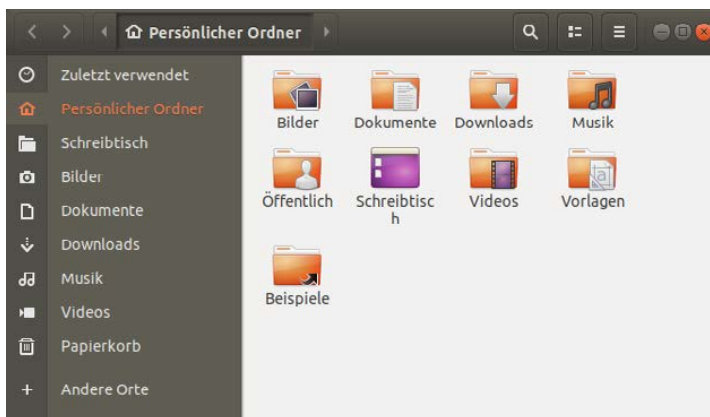 Persönlicher Ordner
Zuletzt verwendet
Persönlicher Ordner
Schreibtisch
Bilder
Dokumente
Downloads
Musik
Videos
Papierkorb
Andere Orte
Bilder
Dokumente
Downloads
Musik
Öffentlich
Schreibtisc
h
Videos
Vorlagen
Beispiele